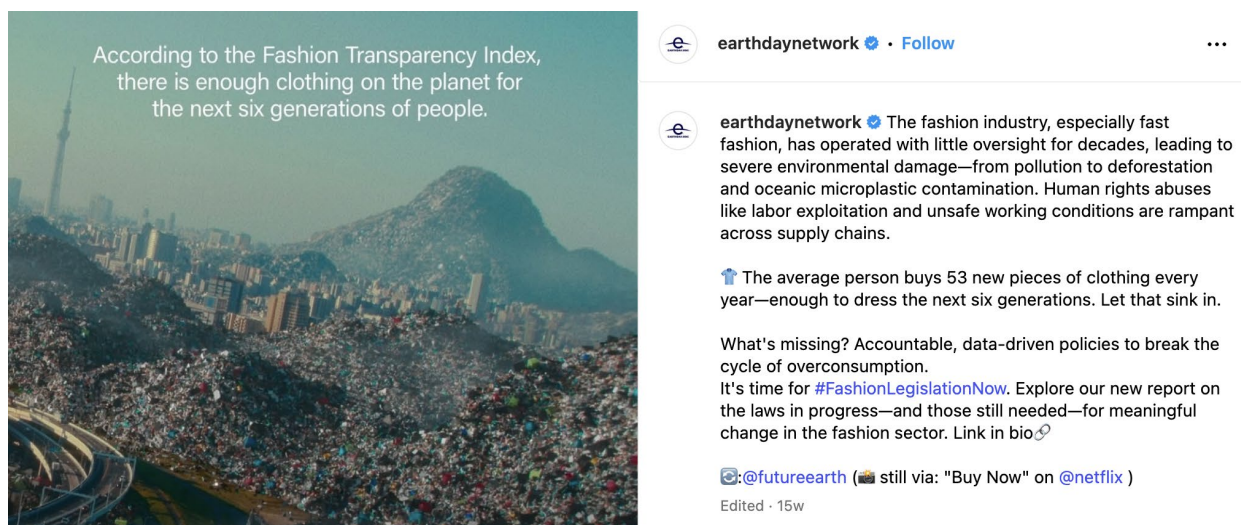 According to the Fashion Transparency Index,
there is enough clothing on the planet for
the next six generations of people.
earthdaynetwork • Follow
earthdaynetwork The fashion industry, especially fast
fashion, has operated with little oversight for decades, leading to
severe environmental damage—from pollution to deforestation
and oceanic microplastic contamination. Human rights abuses
like labor exploitation and unsafe working conditions are rampant
across supply chains.
👕 The average person buys 53 new pieces of clothing every
year—enough to dress the next six generations. Let that sink in.
What's missing? Accountable, data-driven policies to break the
cycle of overconsumption.
It's time for #FashionLegislationNow. Explore our new report on
the laws in progress—and those still needed—for meaningful
change in the fashion sector. Link in bio🔗
🔄:@futureearth (📸 still via: "Buy Now" on @netflix )
Edited · 15w